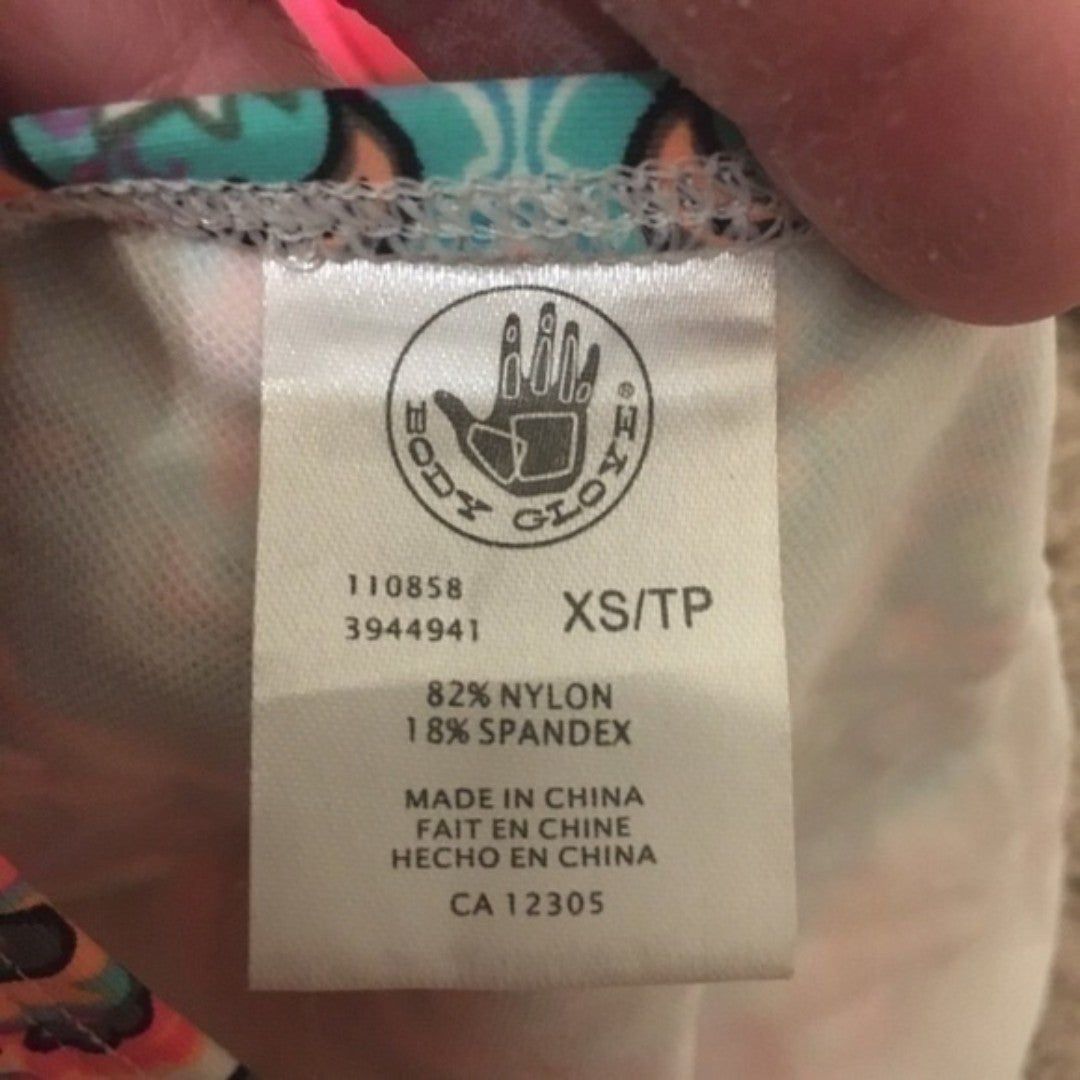 BODY GLOVE®
110858
3944941
XS/TP
82% NYLON
18% SPANDEX
MADE IN CHINA
FAIT EN CHINE
HECHO EN CHINA
CA 12305